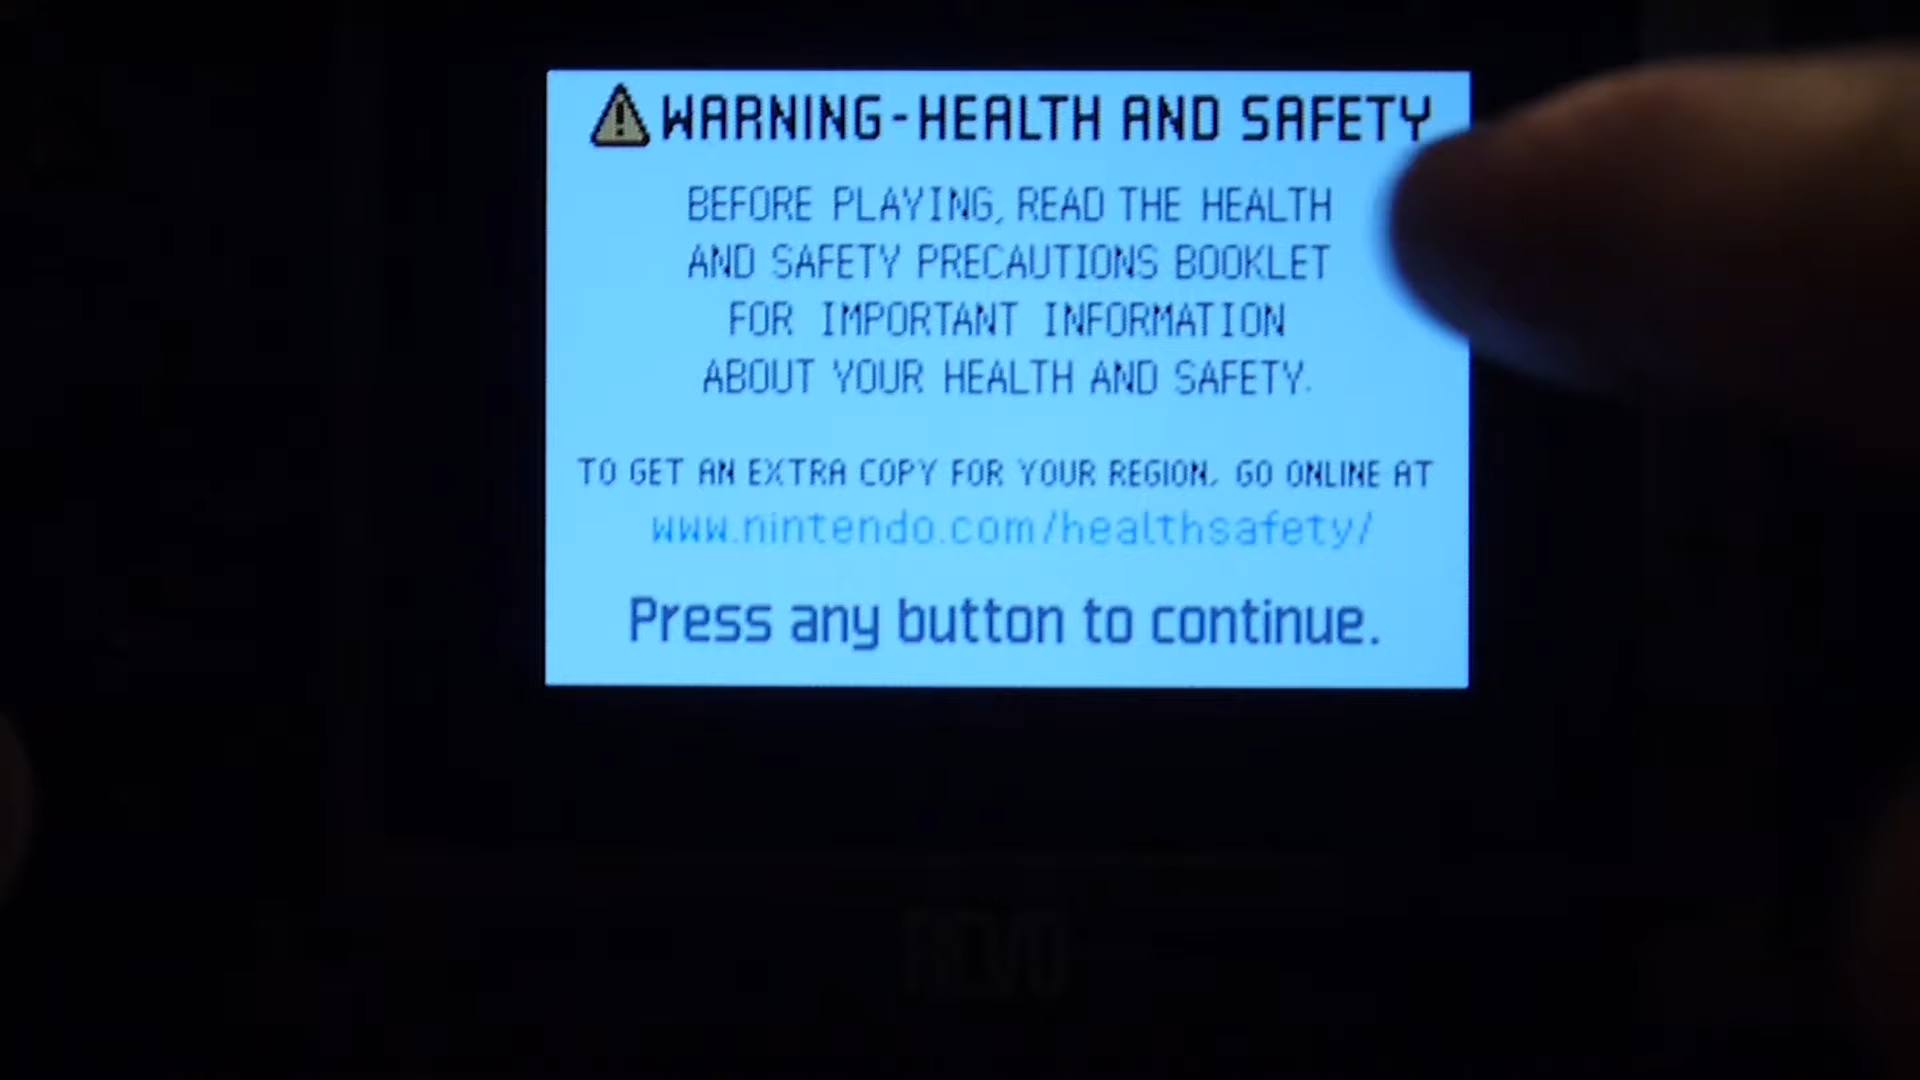 WARNING-HEALTH AND SAFETY
BEFORE PLAYING, READ THE HEALTH
AND SAFETY PRECAUTIONS BOOKLET
FOR IMPORTANT INFORMATION
ABOUT YOUR HEALTH AND SAFETY.
TO GET AN EXTRA COPY FOR YOUR REGION, GO ONLINE AT
www.nintendo.com/healthsafety/
Press any button to continue.